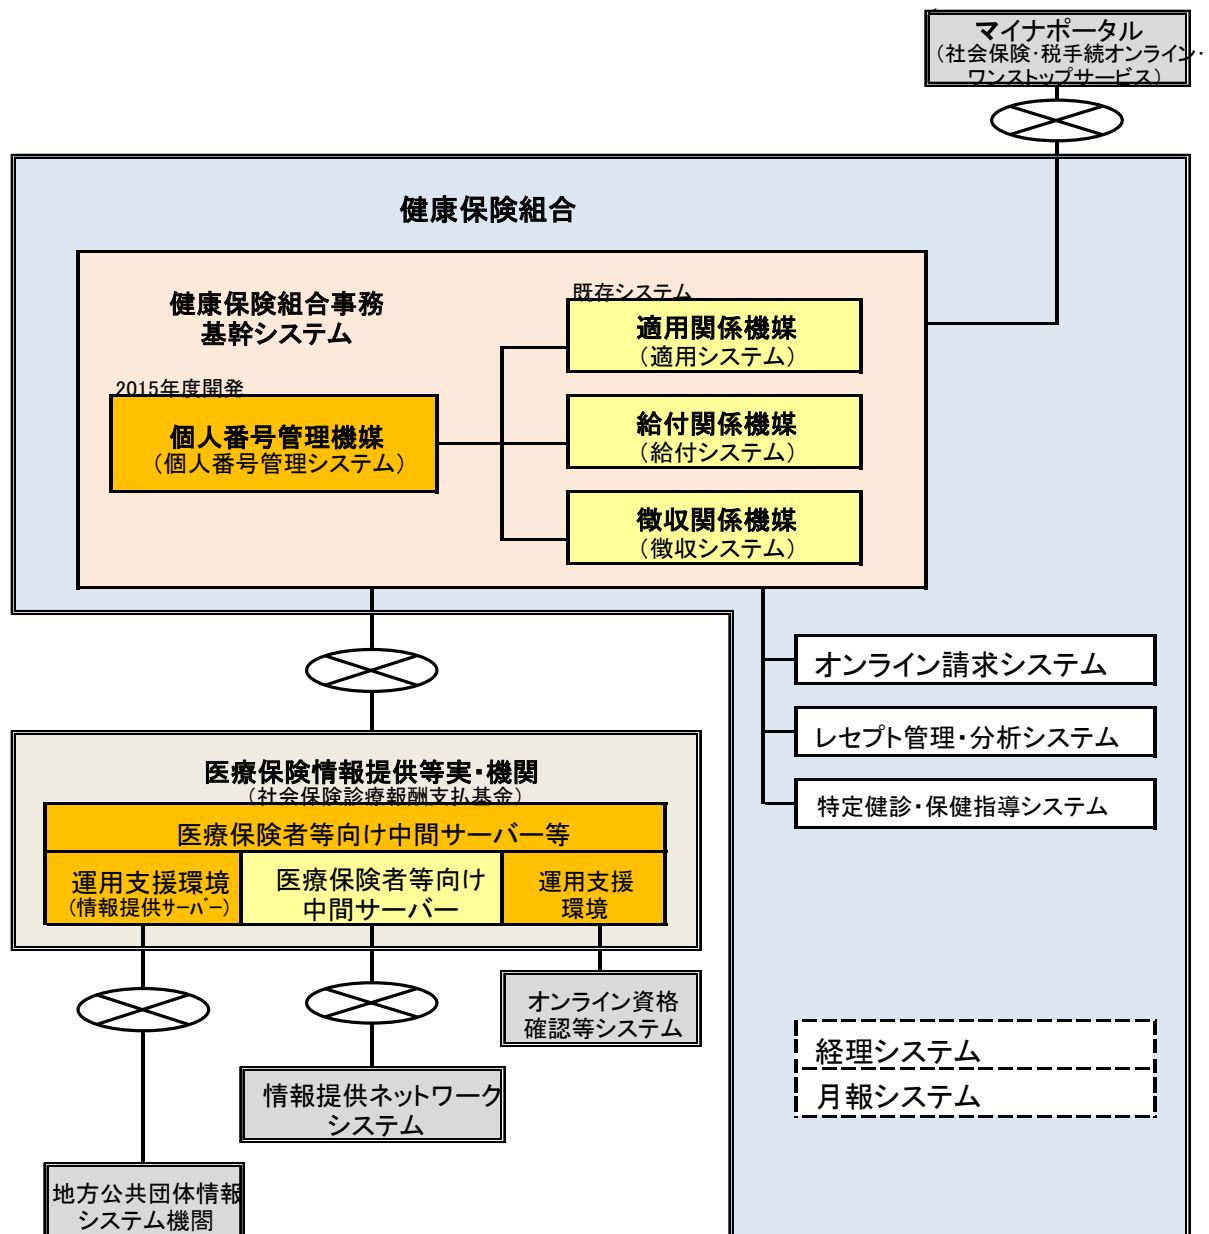 マイナポータル
（社会保険・税手続オンライン・
ワンストップサービス）
健康保険組合
健康保険組合事務
基幹システム
既存システム
適用関係機媒
（適用システム）
2015年度開発
個人番号管理機媒
（個人番号管理システム）
給付関係機媒
（給付システム）
徴収関係機媒
（徴収システム）
オンライン請求システム
レセプト管理・分析システム
特定健診・保健指導システム
医療保険情報提供等実・機関
（社会保険診療報酬支払基金）
医療保険者等向け中間サーバー等
運用支援環境
（情報提供ｻｰﾊﾞｰ）
医療保険者等向け
中間サーバー
運用支援
環境
オンライン資格
確認等システム
情報提供ネットワーク
システム
経理システム
月報システム
地方公共団体情報
システム機閣